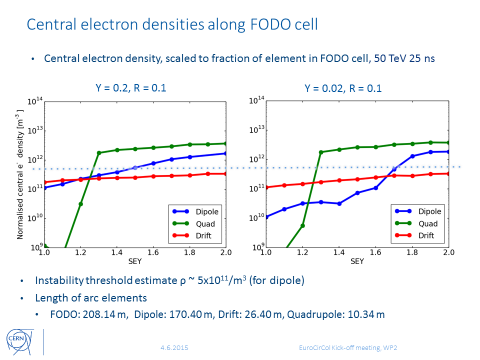 Central electron densities along FODO cell
• Central electron density, scaled to fraction of element in FODO cell, 50 TeV 25 ns
Y = 0.2, R = 0.1
Y = 0.02, R = 0.1
Normalised central e⁻ density [m⁻³]
10¹⁴
10¹³
10¹²
10¹¹
10¹⁰
10⁹
1.0 1.2 1.4 1.6 1.8 2.0
SEY
Dipole
Quad
Drift
10¹⁴
10¹³
10¹²
10¹¹
10¹⁰
10⁹
1.0 1.2 1.4 1.6 1.8 2.0
SEY
Dipole
Quad
Drift
• Instability threshold estimate ρ ~ 5x10¹¹/m³ (for dipole)
• Length of arc elements
• FODO: 208.14 m, Dipole: 170.40 m, Drift: 26.40 m, Quadrupole: 10.34 m
CERN
4.6.2015
EuroCirCol Kick-off meeting WP2